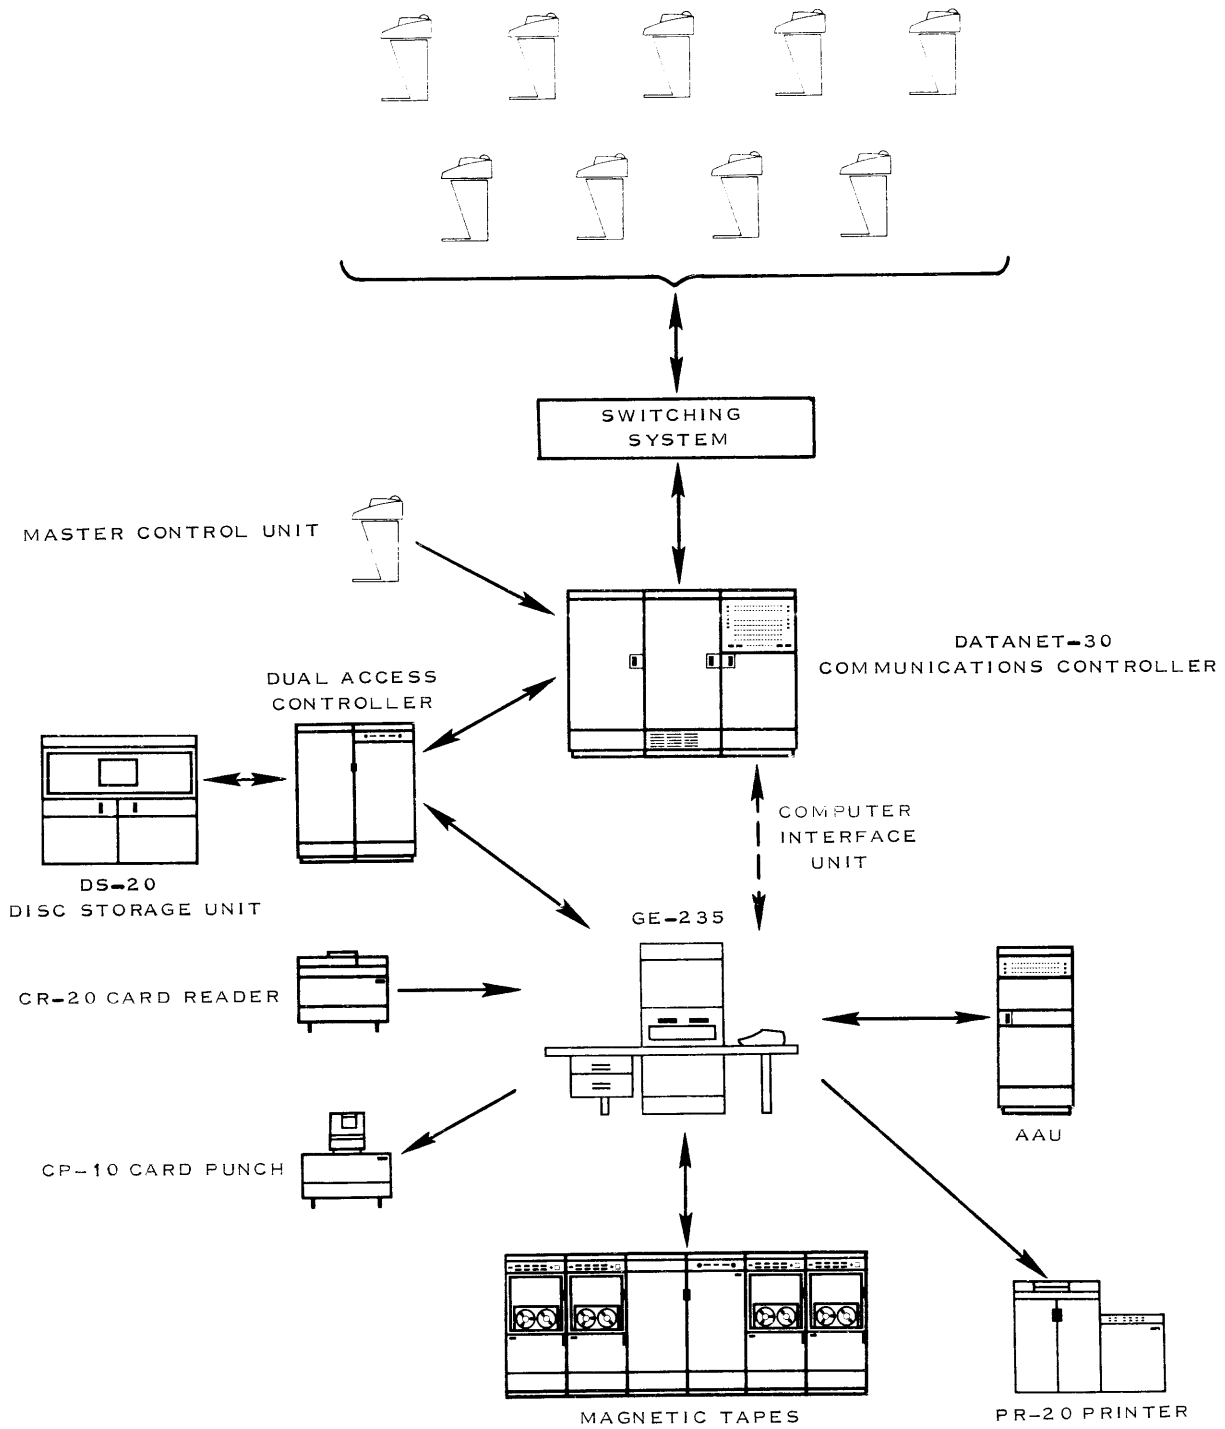 SWITCHING
SYSTEM
MASTER CONTROL UNIT
DATANET-30
COMMUNICATIONS CONTROLLER
DUAL ACCESS
CONTROLLER
COMPUTER
INTERFACE
UNIT
DS-20
DISC STORAGE UNIT
GE-235
CR-20 CARD READER
AAU
CP-10 CARD PUNCH
MAGNETIC TAPES
PR-20 PRINTER